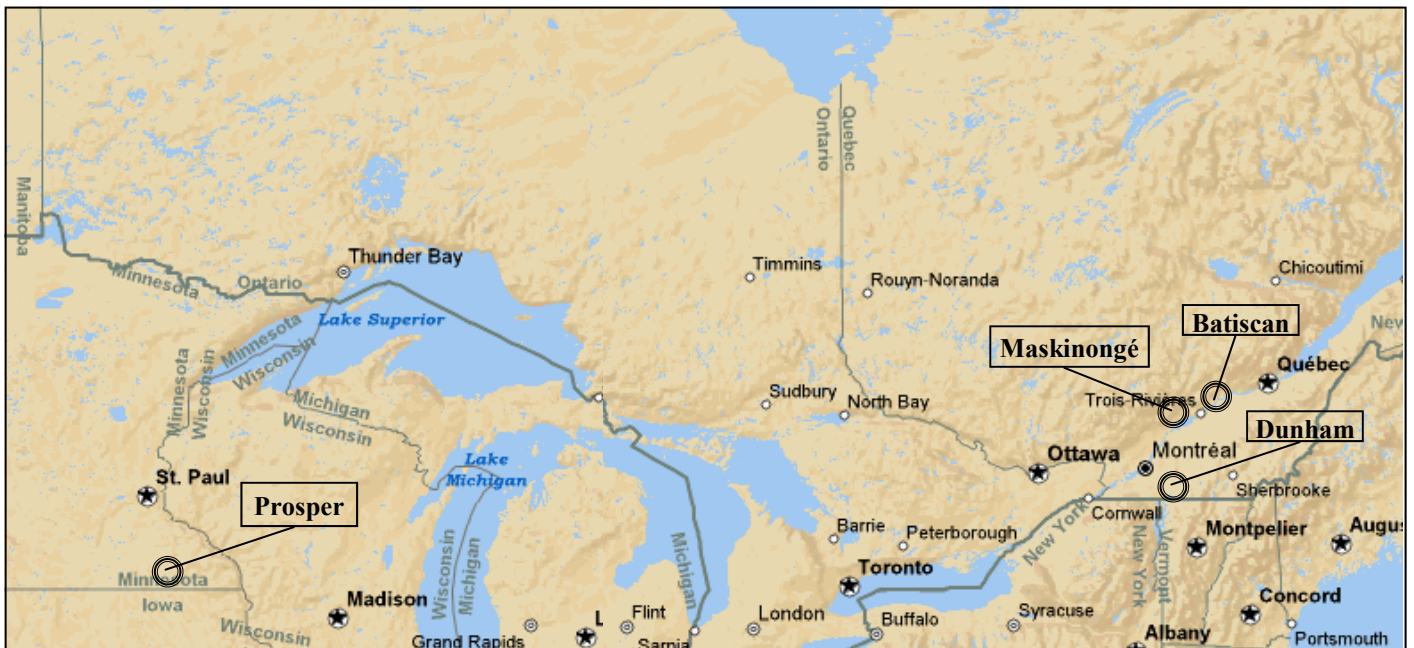 Manitoba
Ontario
Quebec
Thunder Bay
Timmins
Rouyn-Noranda
Chicoutimi
Minnesota
Ontario
Lake Superior
Minnesota
Wisconsin
Batiscan
New
Maskinongé
Québec
Minnesota
Wisconsin
Michigan
Wisconsin
Sudbury
North Bay
Trois-Rivières
Dunham
Lake
Michigan
Ottawa
Montréal
St. Paul
Sherbrooke
Prosper
Cornwall
Barrie
Peterborough
New York
Montpelier
Augus
Minnesota
Iowa
Wisconsin
Michigan
Michigan
Toronto
New York
Vermont
Madison
Wisconsin
Grand Rapids
L
Flint
Sarnia
London
Buffalo
Syracuse
Concord
Albany
Portsmouth